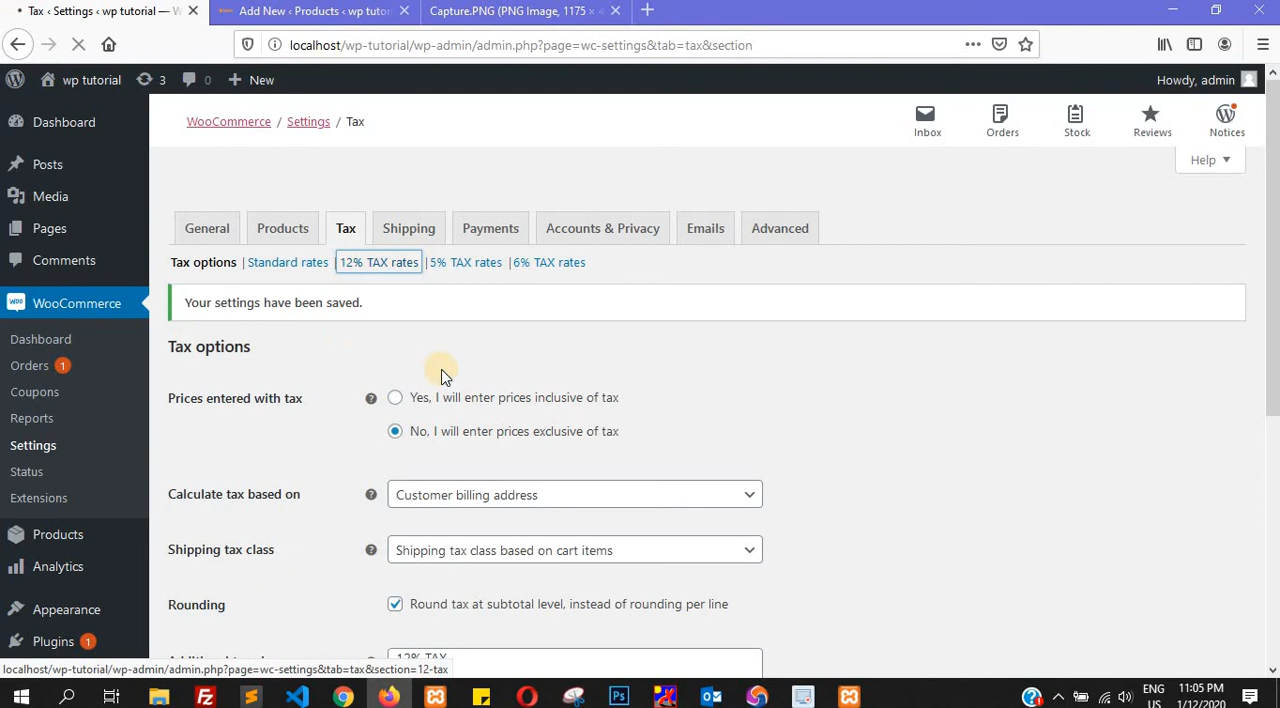 Tax ‹ Settings ‹ wp tutorial — W
Add New ‹ Products ‹ wp tutor
Capture.PNG (PNG Image, 1175 ×
localhost/wp-tutorial/wp-admin/admin.php?page=wc-settings&tab=tax&section
wp tutorial
3
0
New
Howdy, admin
Dashboard
Posts
Media
Pages
Comments
WooCommerce
Dashboard
Orders 1
Coupons
Reports
Settings
Status
Extensions
Products
Analytics
Appearance
Plugins 1
WooCommerce / Settings / Tax
Inbox
Orders
Stock
Reviews
Notices
Help
General
Products
Tax
Shipping
Payments
Accounts & Privacy
Emails
Advanced
Tax options | Standard rates | 12% TAX rates | 5% TAX rates | 6% TAX rates
Your settings have been saved.
Tax options
Prices entered with tax
Yes, I will enter prices inclusive of tax
No, I will enter prices exclusive of tax
Calculate tax based on
Customer billing address
Shipping tax class
Shipping tax class based on cart items
Rounding
Round tax at subtotal level, instead of rounding per line
12% TAX
localhost/wp-tutorial/wp-admin/admin.php?page=wc-settings&tab=tax&section=12-tax
ENG
US
11:05 PM
1/12/2020